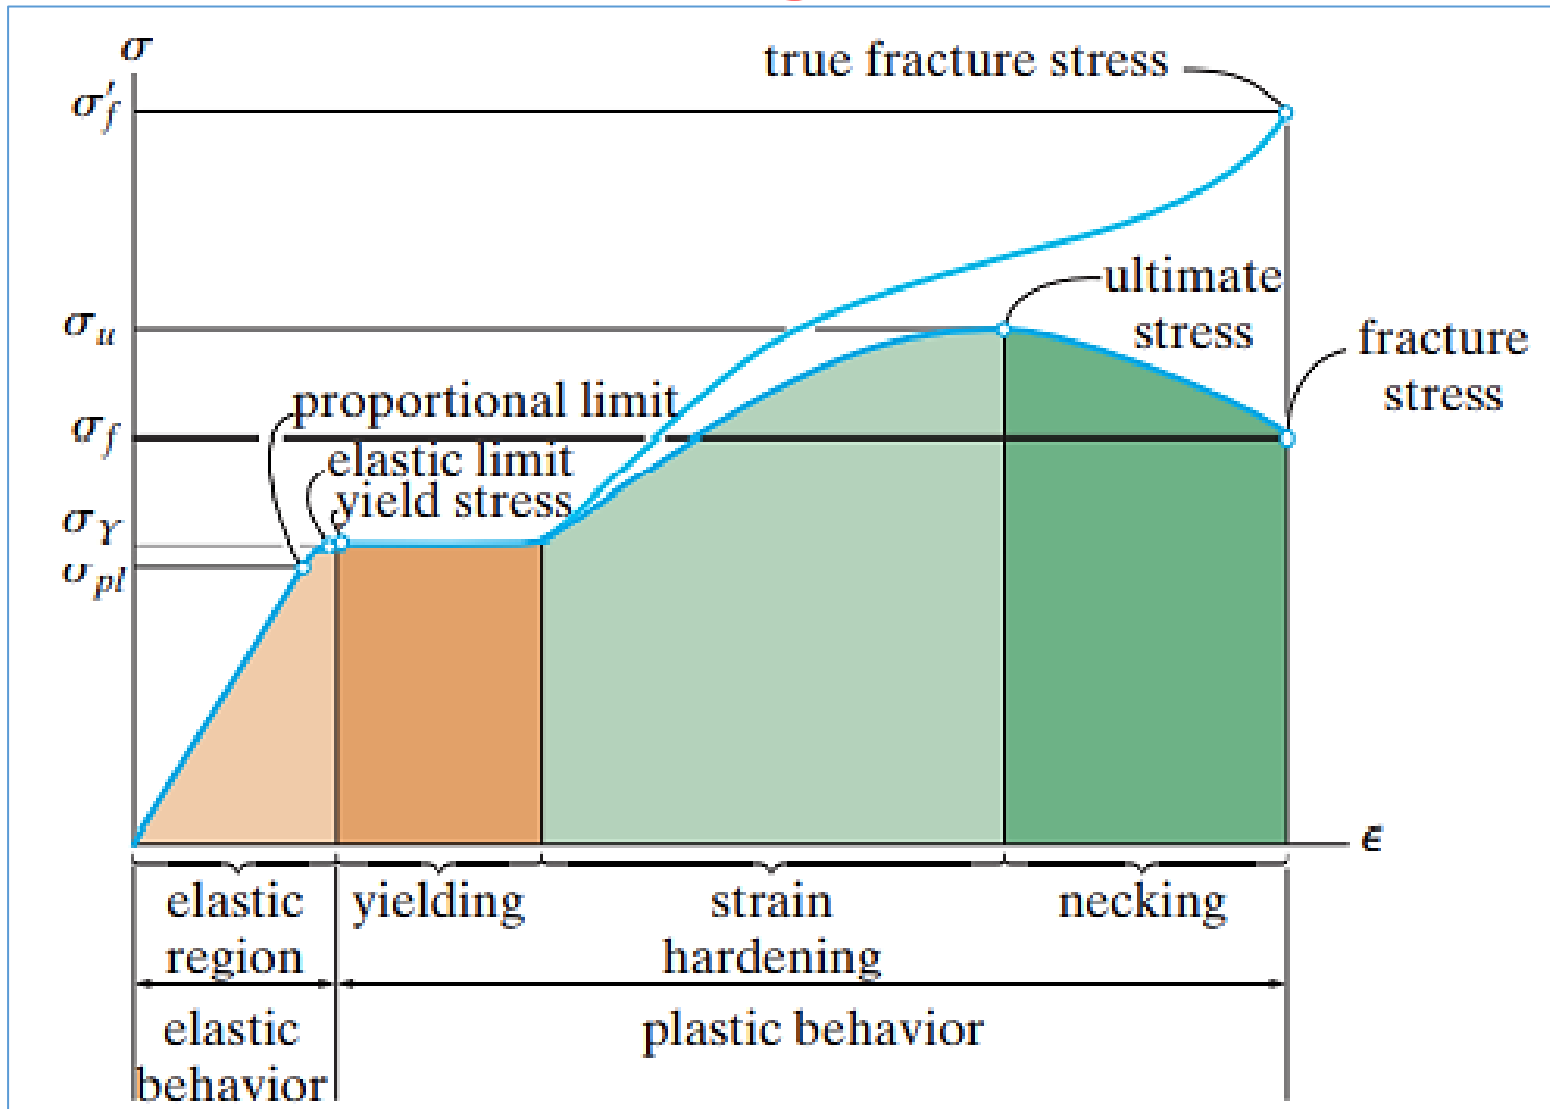 σ
true fracture stress
σ′f
ultimate
stress
σu
fracture
stress
proportional limit
σf
elastic limit
yield stress
σY
σpl
ϵ
elastic
region
yielding
strain
hardening
necking
elastic
behavior
plastic behavior